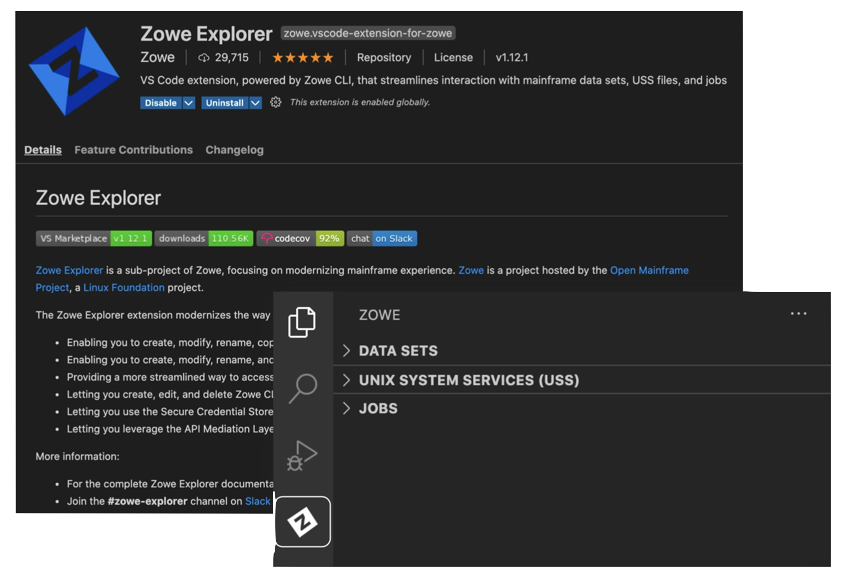 Zowe Explorer zowe.vscode-extension-for-zowe
Zowe 29,715 Repository License v1.12.1
VS Code extension, powered by Zowe CLI, that streamlines interaction with mainframe data sets, USS files, and jobs
Disable Uninstall This extension is enabled globally.
Details Feature Contributions Changelog
Zowe Explorer
VS Marketplace v1.12.1 downloads 110.56K codecov 92% chat on Slack
Zowe Explorer is a sub-project of Zowe, focusing on modernizing mainframe experience. Zowe is a project hosted by the Open Mainframe
Project, a Linux Foundation project.
The Zowe Explorer extension modernizes the way
• Enabling you to create, modify, rename, cop
• Enabling you to create, modify, rename, and
• Providing a more streamlined way to access
• Letting you create, edit, and delete Zowe CL
• Letting you use the Secure Credential Store
• Letting you leverage the API Mediation Laye
More information:
• For the complete Zowe Explorer documenta
• Join the #zowe-explorer channel on Slack
ZOWE ...
DATA SETS
UNIX SYSTEM SERVICES (USS)
JOBS